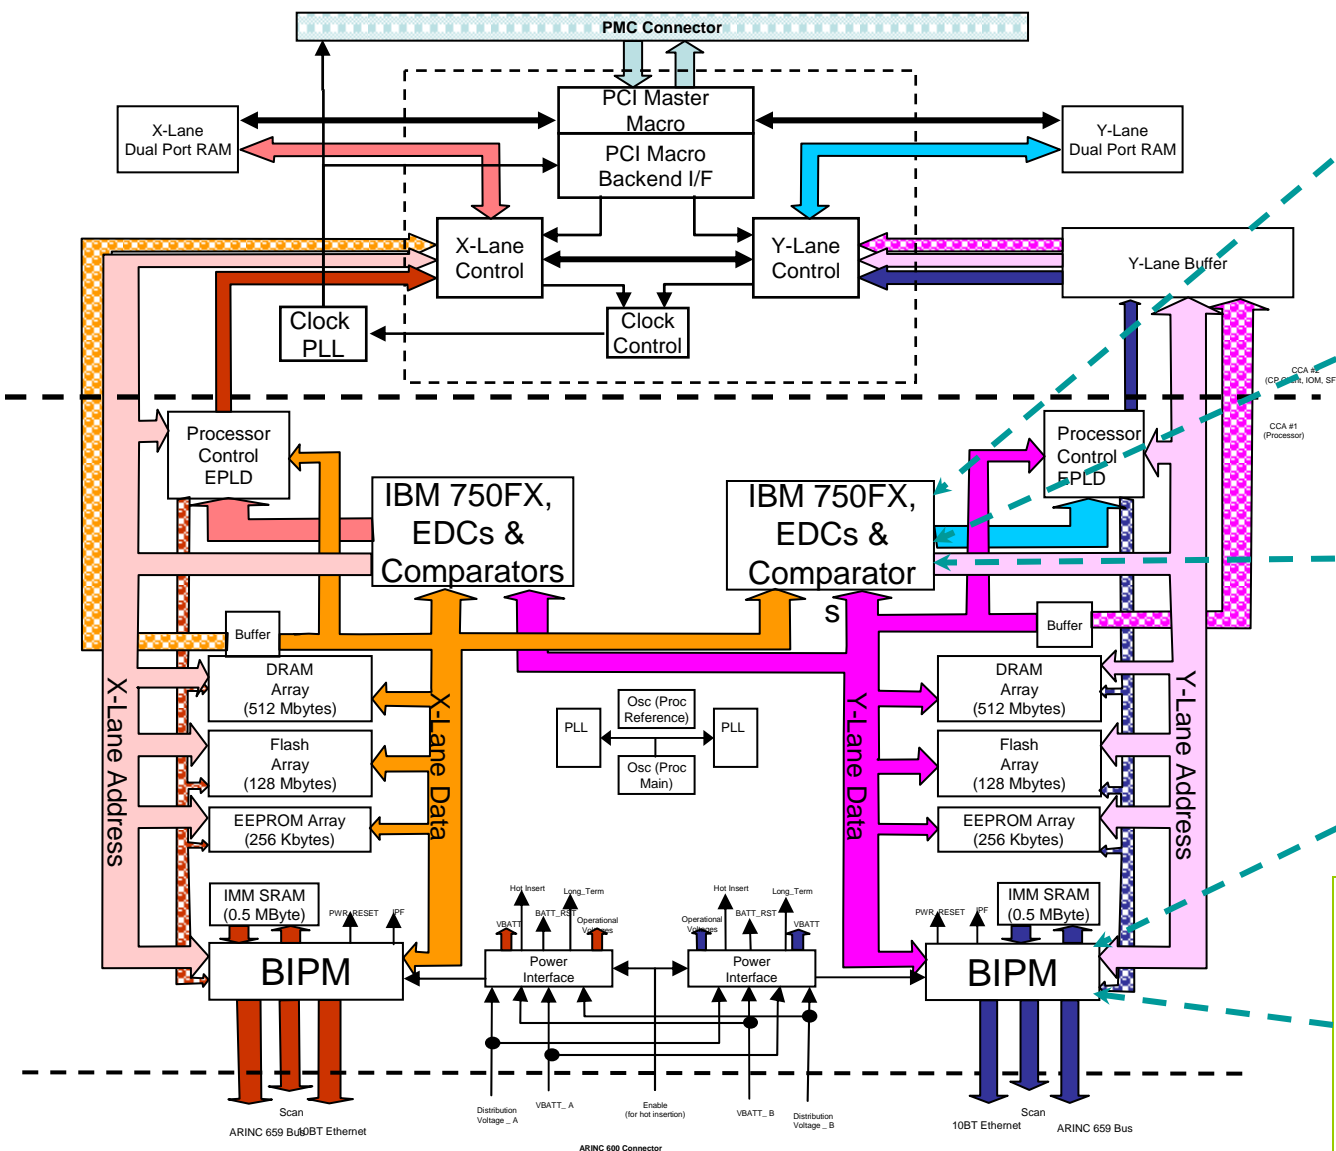 PMC Connector
PCI Master
Macro
PCI Macro
Backend I/F
X-Lane
Dual Port RAM
Y-Lane
Dual Port RAM
X-Lane
Control
Y-Lane
Control
Y-Lane Buffer
Clock
PLL
Clock
Control
CCA #2
CCA #1
(Processor)
Processor
Control
EPLD
IBM 750FX,
EDCs &
Comparators
IBM 750FX,
EDCs &
Comparator
s
Processor
Control
EPLD
Buffer
Buffer
DRAM
Array
(512 Mbytes)
Flash
Array
(128 Mbytes)
EEPROM Array
(256 Kbytes)
X-Lane Address
X-Lane Data
Osc (Proc
Reference)
PLL
PLL
Osc (Proc
Main)
Y-Lane Data
Y-Lane Address
DRAM
Array
(512 Mbytes)
Flash
Array
(128 Mbytes)
EEPROM Array
(256 Kbytes)
IMM SRAM
(0.5 MByte)
PWR_RESET
IPF
BIPM
Hot Insert
Long_Term
VBATT
BATT_RST
Operational
Voltages
Power
Interface
Hot Insert
Long_Term
Operational
Voltages
BATT_RST
VBATT
Power
Interface
PWR_RESET
IPF
IMM SRAM
(0.5 MByte)
BIPM
Scan
ARINC 659 Bus
10BT Ethernet
Distribution
Voltage _ A
VBATT_ A
Enable
(for hot insertion)
VBATT_ B
Distribution
Voltage _ B
Scan
10BT Ethernet
ARINC 659 Bus
ARINC 600 Connector